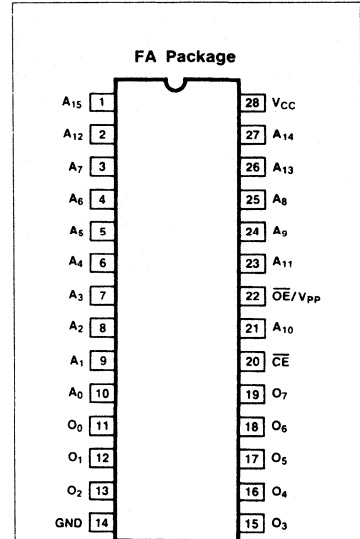 FA Package
A15 1 28 VCC
A12 2 27 A14
A7 3 26 A13
A6 4 25 A8
A5 5 24 A9
A4 6 23 A11
A3 7 22 OE/VPP
A2 8 21 A10
A1 9 20 CE
A0 10 19 O7
O0 11 18 O6
O1 12 17 O5
O2 13 16 O4
GND 14 15 O3